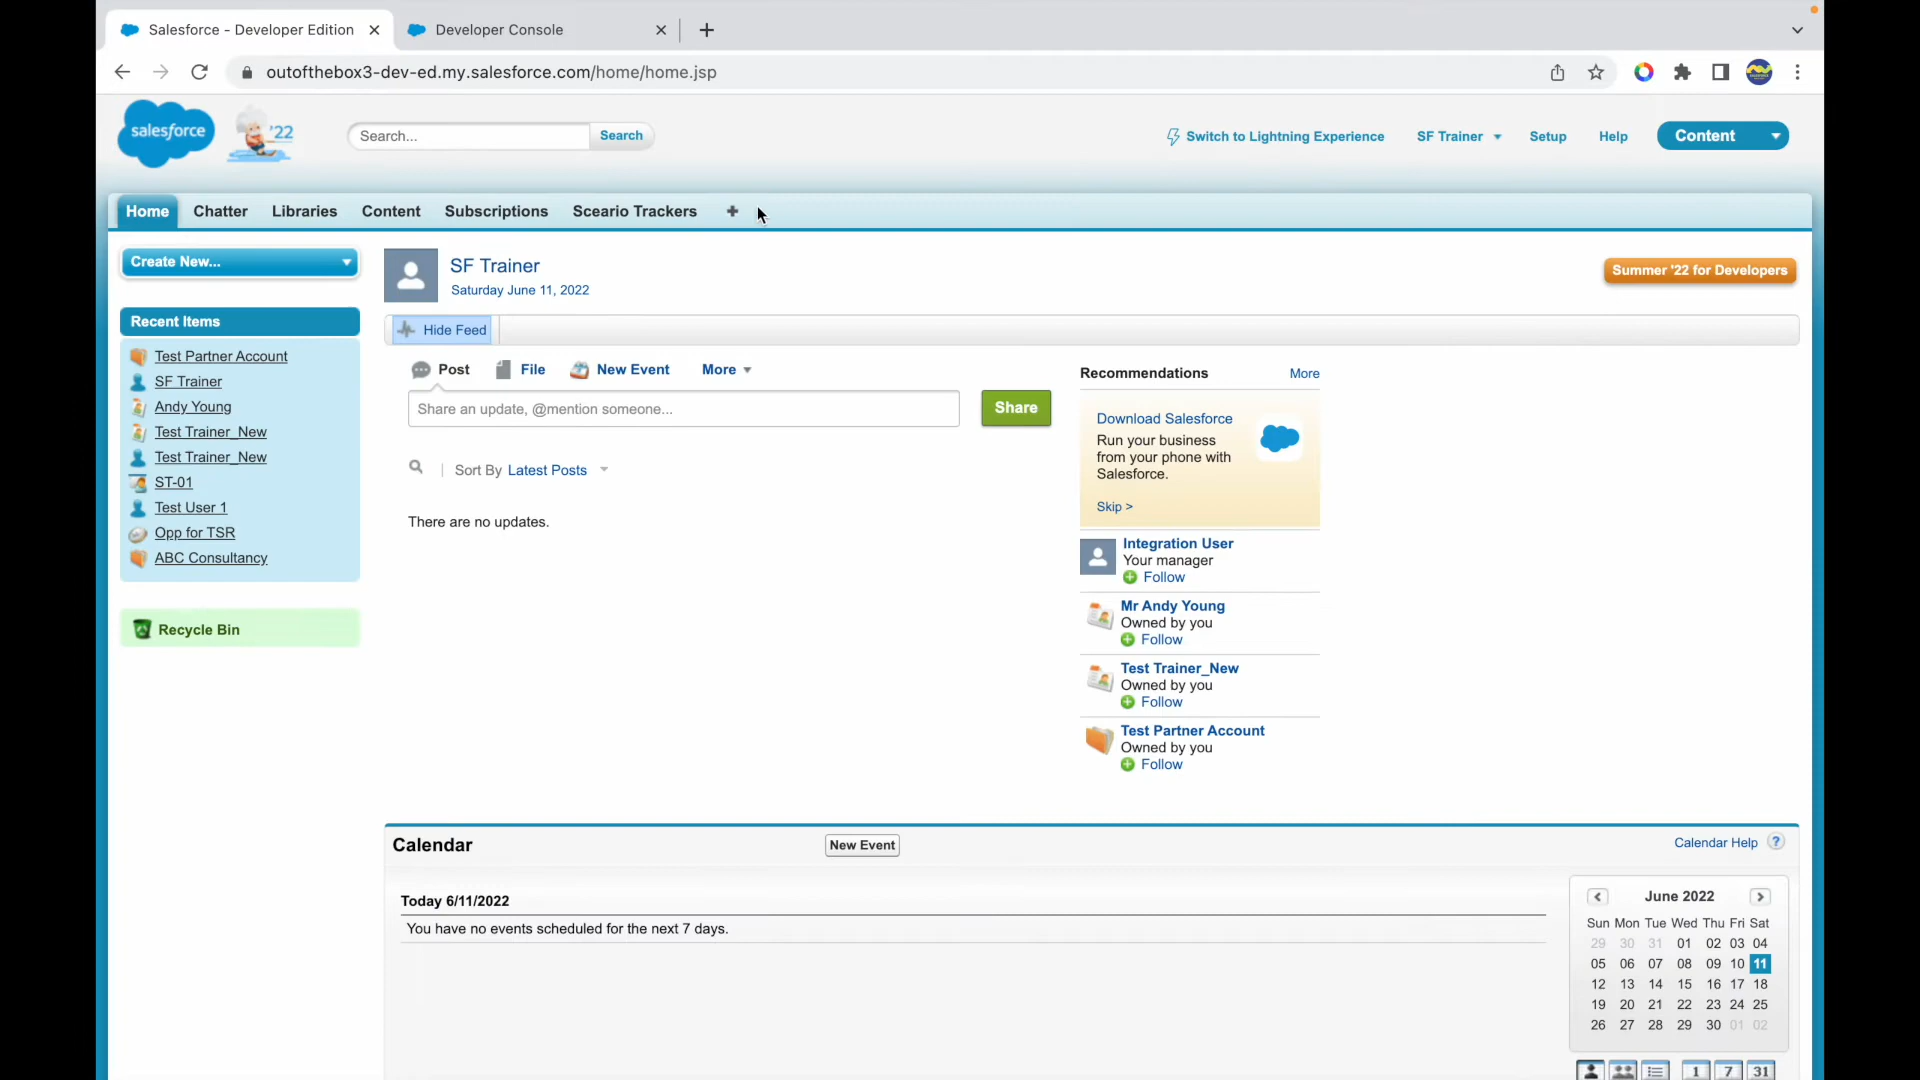 Salesforce - Developer Edition
Developer Console
outofthebox3-dev-ed.my.salesforce.com/home/home.jsp
salesforce
'22
Search...
Search
Switch to Lightning Experience
SF Trainer
Setup
Help
Content
Home
Chatter
Libraries
Content
Subscriptions
Sceario Trackers
Create New...
SF Trainer
Saturday June 11, 2022
Summer '22 for Developers
Recent Items
Test Partner Account
SF Trainer
Andy Young
Test Trainer_New
Test Trainer_New
ST-01
Test User 1
Opp for TSR
ABC Consultancy
Recycle Bin
Hide Feed
Post
File
New Event
More
Share an update, @mention someone...
Share
Sort By Latest Posts
There are no updates.
Recommendations
More
Download Salesforce
Run your business
from your phone with
Salesforce.
Skip >
Integration User
Your manager
Follow
Mr Andy Young
Owned by you
Follow
Test Trainer_New
Owned by you
Follow
Test Partner Account
Owned by you
Follow
Calendar
New Event
Calendar Help
?
Today 6/11/2022
You have no events scheduled for the next 7 days.
June 2022
Sun Mon Tue Wed Thu Fri Sat
29 30 31 01 02 03 04
05 06 07 08 09 10 11
12 13 14 15 16 17 18
19 20 21 22 23 24 25
26 27 28 29 30 01 02
1 7 31